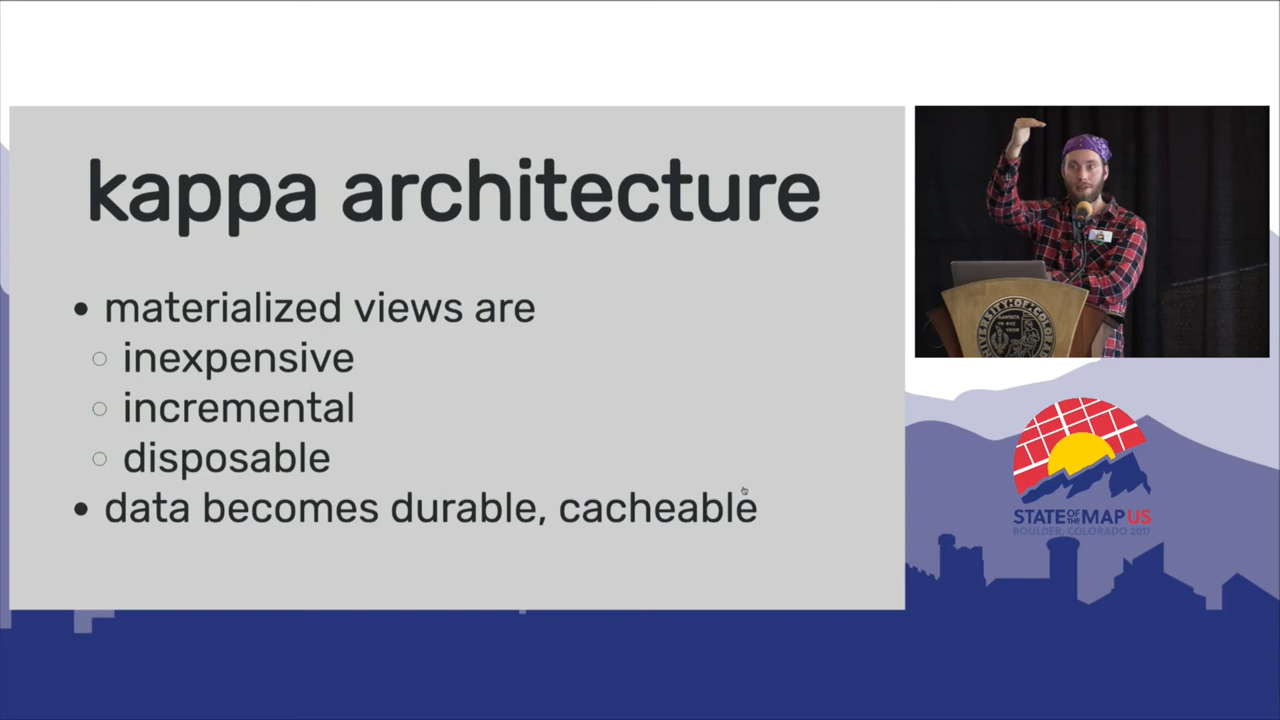 kappa architecture
• materialized views are
○ inexpensive
○ incremental
○ disposable
• data becomes durable, cacheable
STATE OF THE MAP US
BOULDER, COLORADO 2017